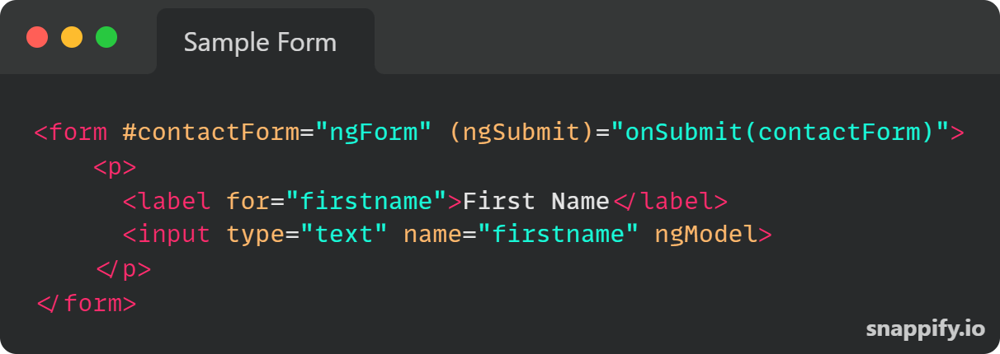 Sample Form
<form #contactForm="ngForm" (ngSubmit)="onSubmit(contactForm)">
    <p>
      <label for="firstname">First Name</label>
      <input type="text" name="firstname" ngModel>
    </p>
</form>
snappify.io